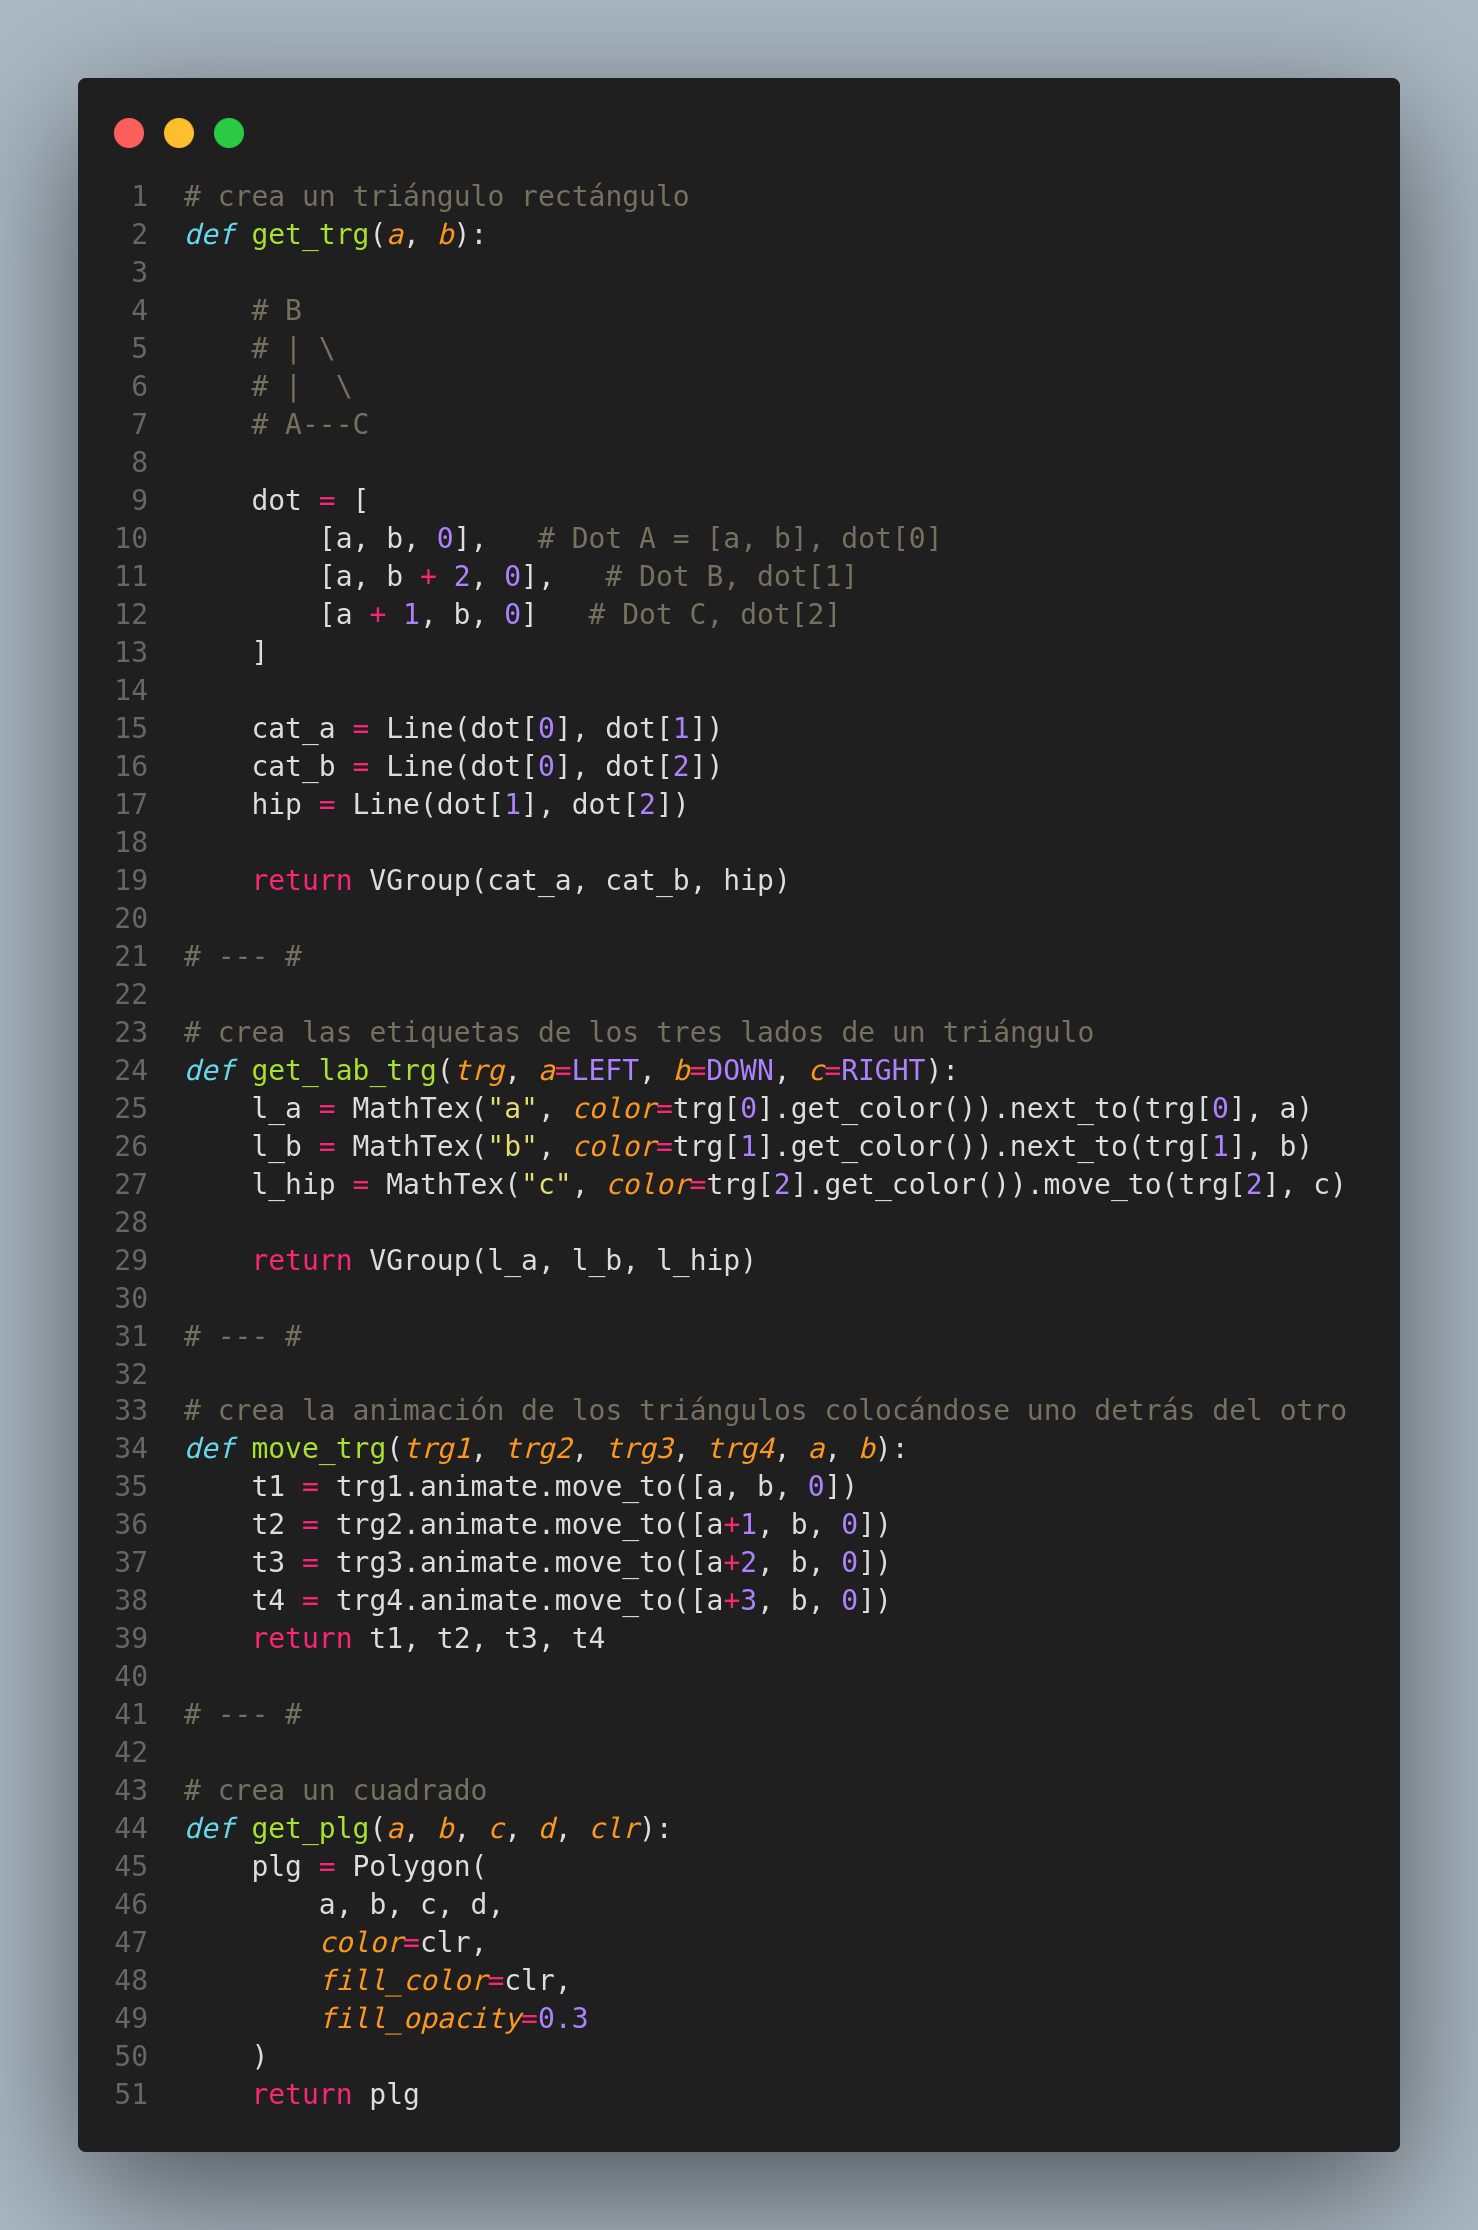 1 # crea un triángulo rectángulo
2 def get_trg(a, b):
3
4     # B
5     # | \
6     # |  \
7     # A---C
8
9     dot = [
10         [a, b, 0],   # Dot A = [a, b], dot[0]
11         [a, b + 2, 0],   # Dot B, dot[1]
12         [a + 1, b, 0]   # Dot C, dot[2]
13     ]
14
15     cat_a = Line(dot[0], dot[1])
16     cat_b = Line(dot[0], dot[2])
17     hip = Line(dot[1], dot[2])
18
19     return VGroup(cat_a, cat_b, hip)
20
21 # --- #
22
23 # crea las etiquetas de los tres lados de un triángulo
24 def get_lab_trg(trg, a=LEFT, b=DOWN, c=RIGHT):
25     l_a = MathTex("a", color=trg[0].get_color()).next_to(trg[0], a)
26     l_b = MathTex("b", color=trg[1].get_color()).next_to(trg[1], b)
27     l_hip = MathTex("c", color=trg[2].get_color()).move_to(trg[2], c)
28
29     return VGroup(l_a, l_b, l_hip)
30
31 # --- #
32
33 # crea la animación de los triángulos colocándose uno detrás del otro
34 def move_trg(trg1, trg2, trg3, trg4, a, b):
35     t1 = trg1.animate.move_to([a, b, 0])
36     t2 = trg2.animate.move_to([a+1, b, 0])
37     t3 = trg3.animate.move_to([a+2, b, 0])
38     t4 = trg4.animate.move_to([a+3, b, 0])
39     return t1, t2, t3, t4
40
41 # --- #
42
43 # crea un cuadrado
44 def get_plg(a, b, c, d, clr):
45     plg = Polygon(
46         a, b, c, d,
47         color=clr,
48         fill_color=clr,
49         fill_opacity=0.3
50     )
51     return plg